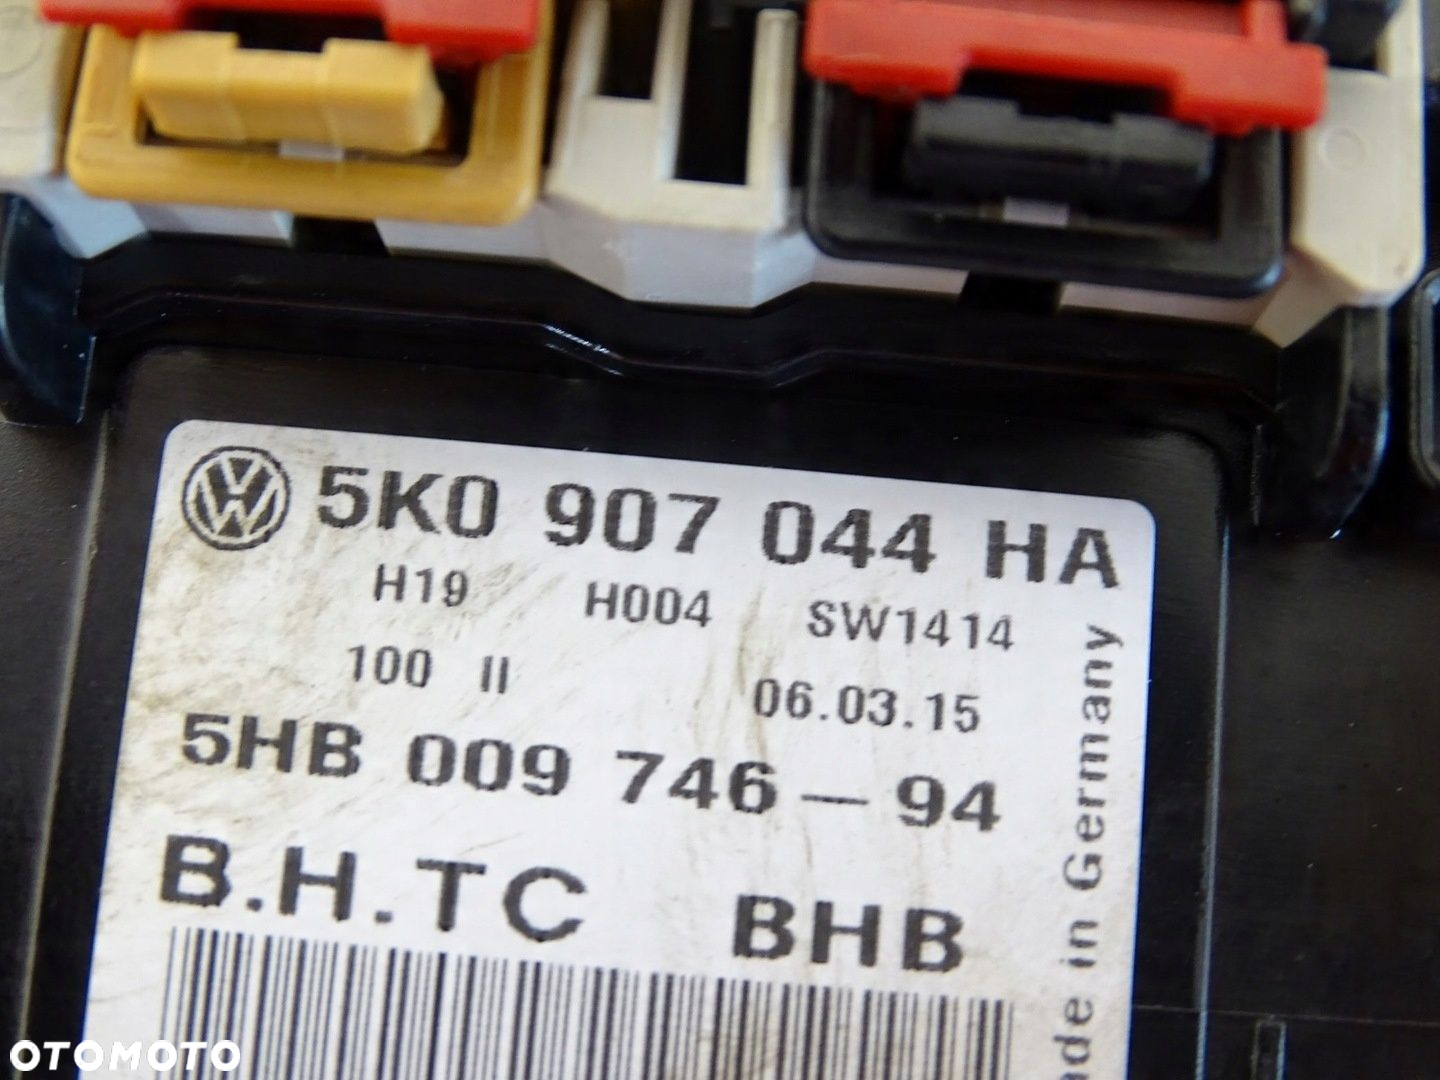 5K0 907 044 HA
H19 H004 SW1414
100 II 06.03.15
5HB 009 746-94
B.H.TC BHB
ade in Germany
OTOMOTO